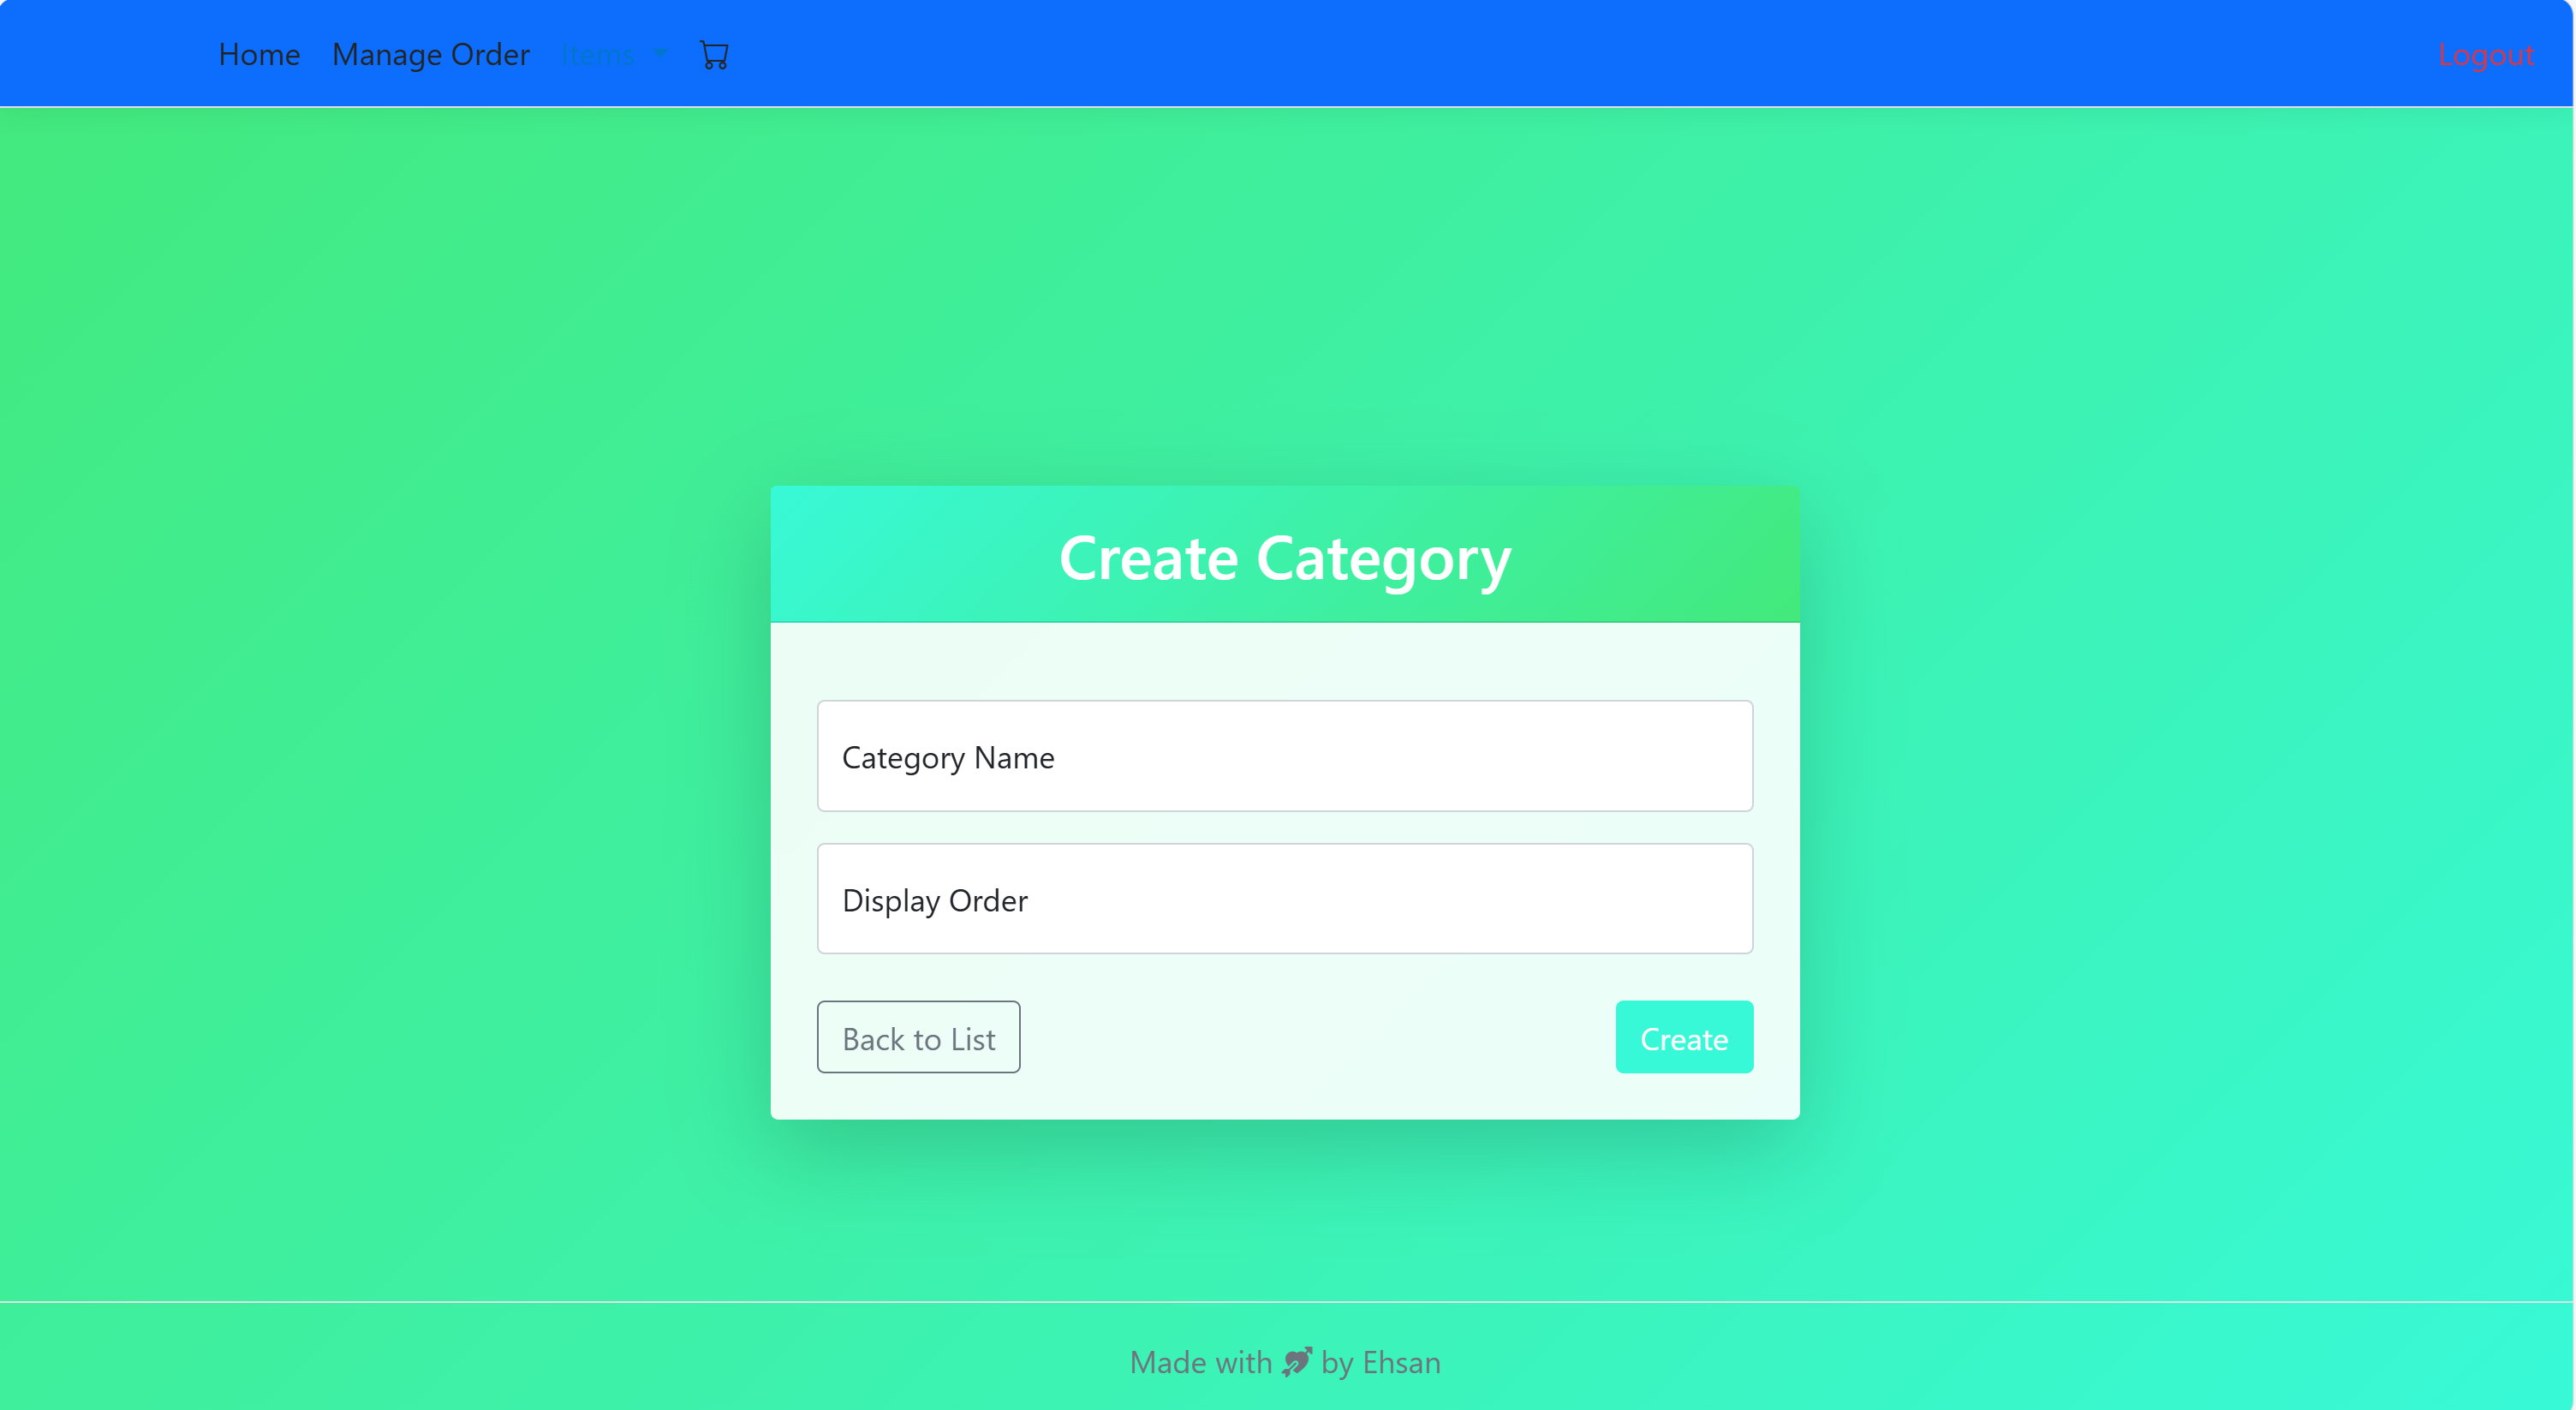 Home Manage Order Items Logout
Create Category
Category Name
Display Order
Back to List Create
Made with by Ehsan